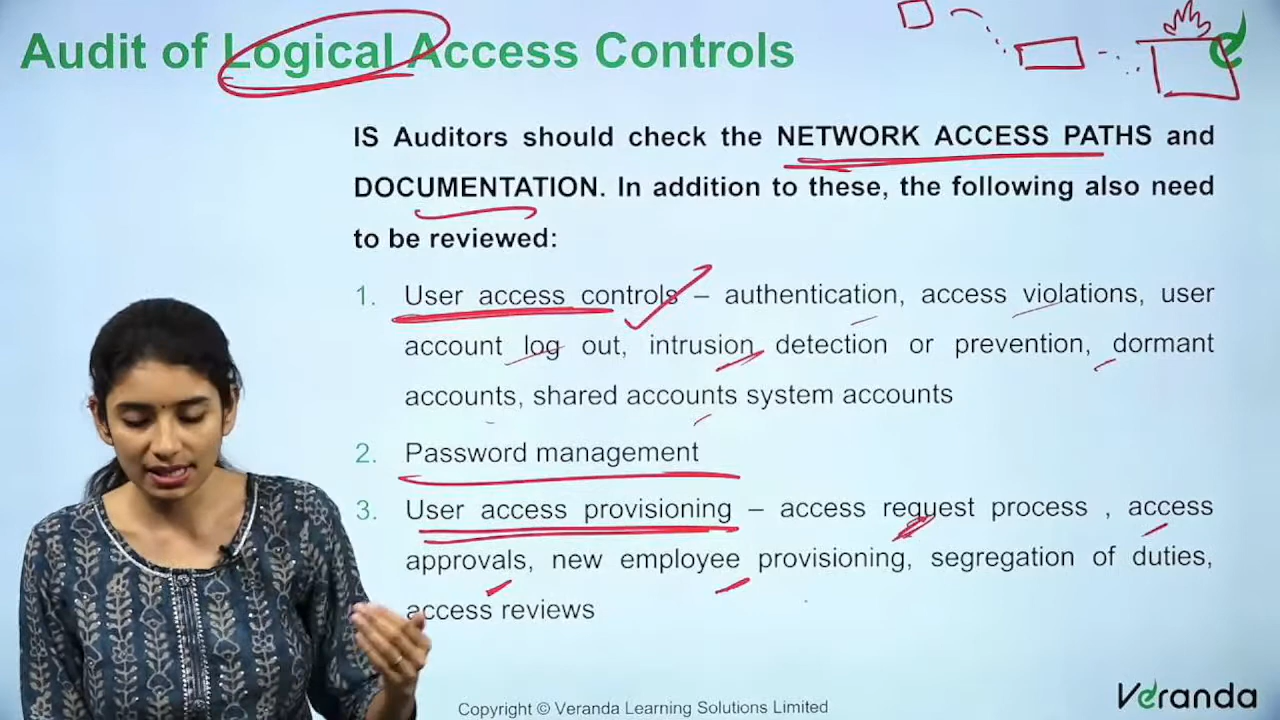 Audit of Logical Access Controls
IS Auditors should check the NETWORK ACCESS PATHS and
DOCUMENTATION. In addition to these, the following also need
to be reviewed:
1. User access controls – authentication, access violations, user
account log out, intrusion detection or prevention, dormant
accounts, shared accounts system accounts
2. Password management
3. User access provisioning – access request process , access
approvals, new employee provisioning, segregation of duties,
access reviews
Copyright © Veranda Learning Solutions Limited
Veranda